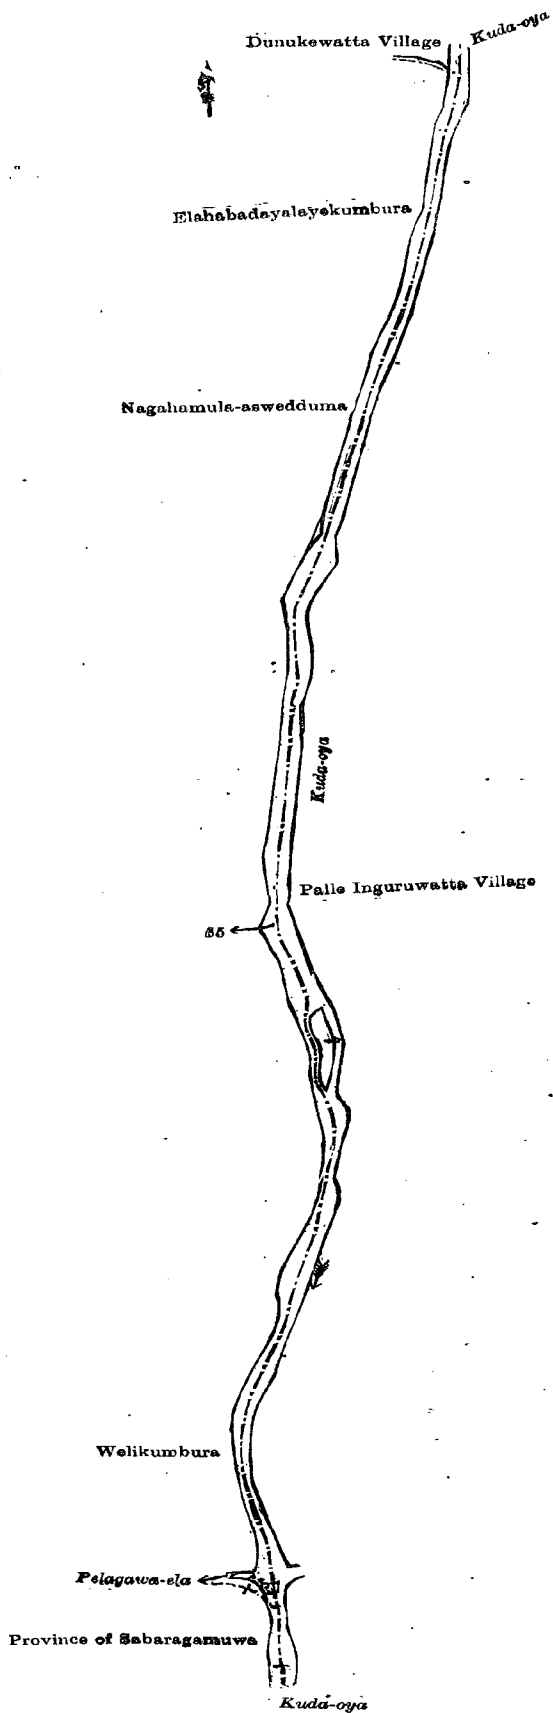 Dunukewatta Village
Kuda-oya
Elahabadayalayekumbura
Nagahamula-aswedduma
Kuda-oya
Palle Inguruwatta Village
65
Welikumbura
Pelagawa-ela
Province of Sabaragamuwa
Kuda-oya